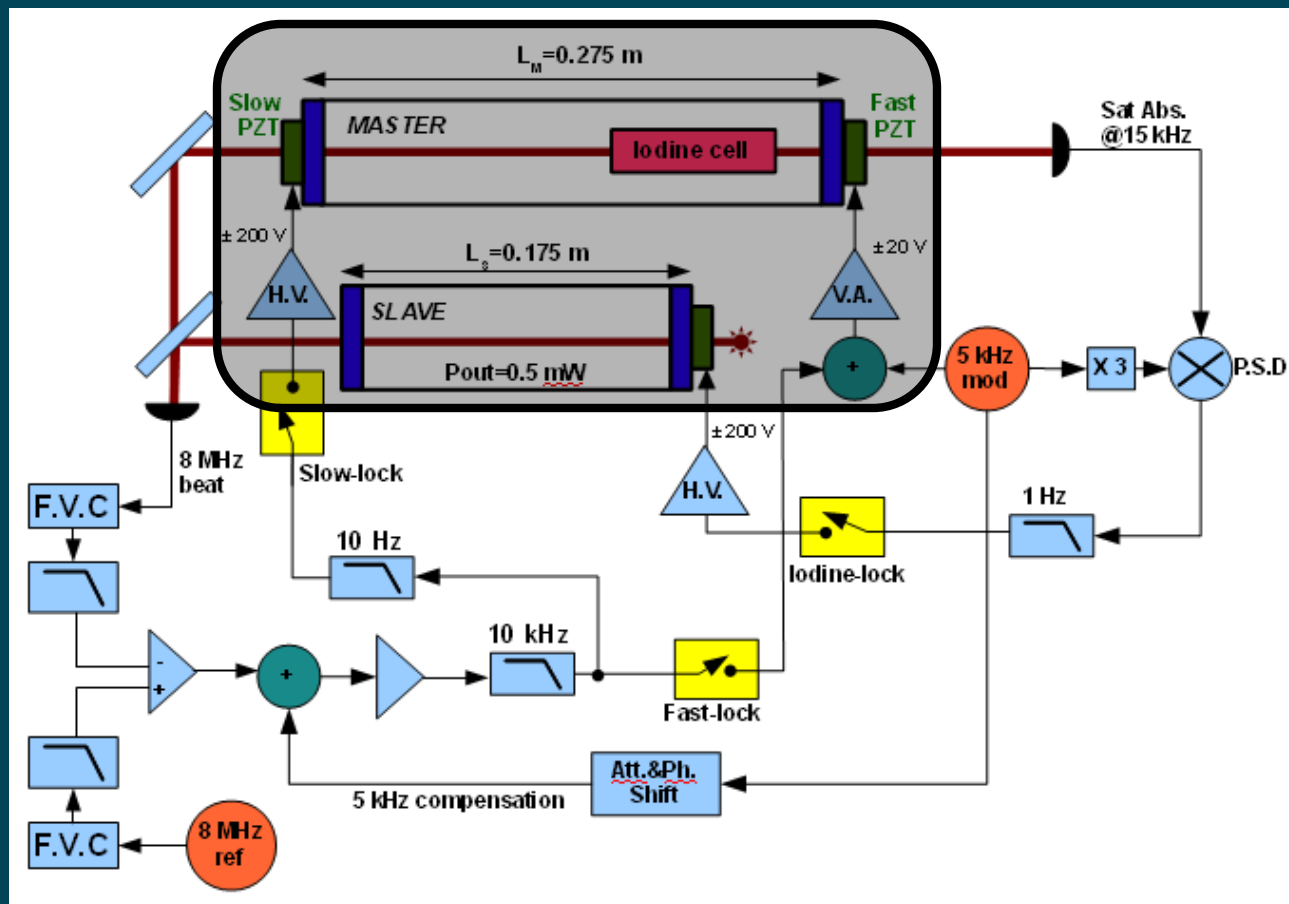 L_M=0.275 m
Slow
PZT
MASTER
Iodine cell
Fast
PZT
Sat Abs.
@15 kHz
± 200 V
H.V.
L_S=0.175 m
SLAVE
Pout=0.5 mW
± 20 V
V.A.
+
5 kHz
mod
X 3
P.S.D
8 MHz
beat
Slow-lock
± 200 V
H.V.
Iodine-lock
1 Hz
F.V.C
10 Hz
10 kHz
-
+
+
Fast-lock
Att.&Ph.
Shift
5 kHz compensation
F.V.C
8 MHz
ref